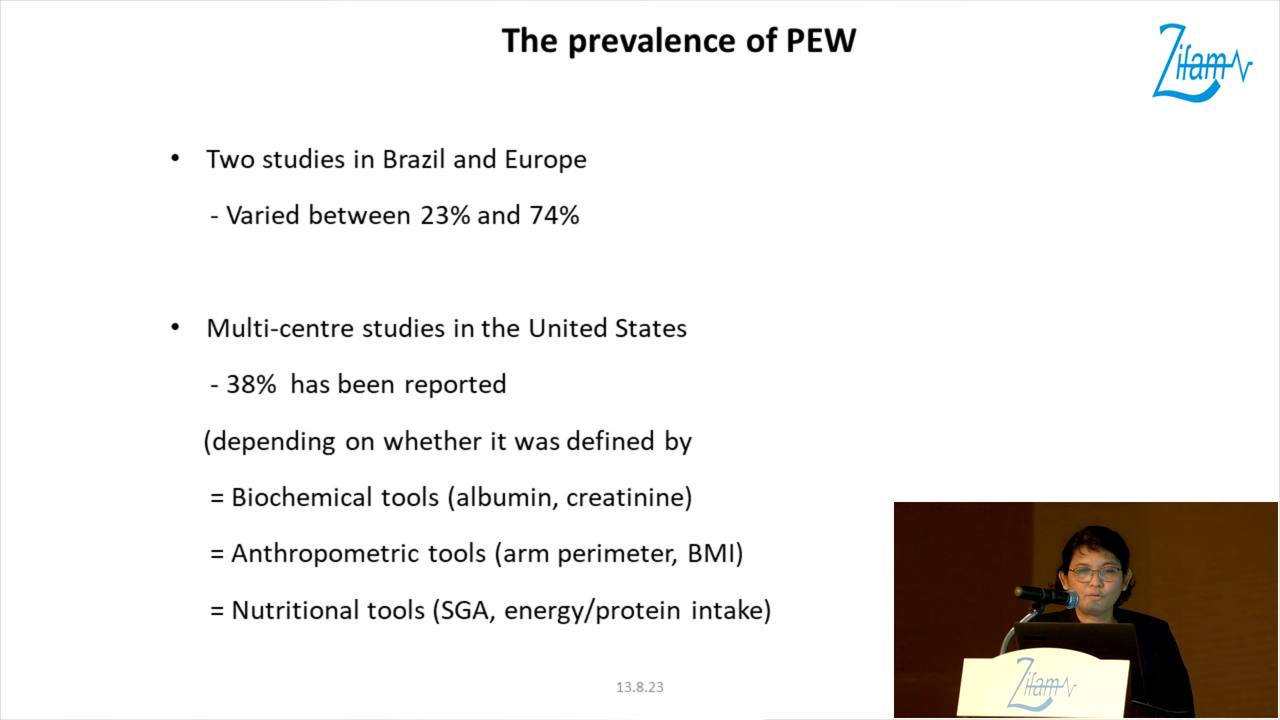 The prevalence of PEW
Zifam
• Two studies in Brazil and Europe
- Varied between 23% and 74%
• Multi-centre studies in the United States
- 38% has been reported
(depending on whether it was defined by
= Biochemical tools (albumin, creatinine)
= Anthropometric tools (arm perimeter, BMI)
= Nutritional tools (SGA, energy/protein intake)
Zifam
13.8.23